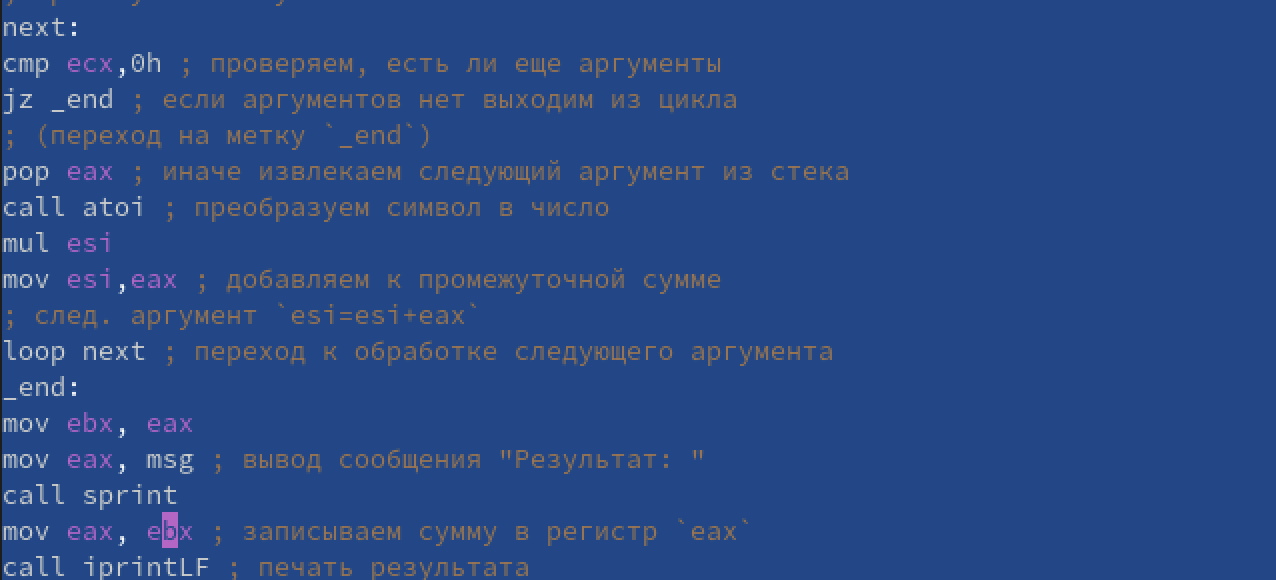 next:
cmp ecx,0h ; проверяем, есть ли еще аргументы
jz _end ; если аргументов нет выходим из цикла
; (переход на метку `_end`)
pop eax ; иначе извлекаем следующий аргумент из стека
call atoi ; преобразуем символ в число
mul esi
mov esi,eax ; добавляем к промежуточной сумме
; след. аргумент `esi=esi+eax`
loop next ; переход к обработке следующего аргумента
_end:
mov ebx, eax
mov eax, msg ; вывод сообщения "Результат: "
call sprint
mov eax, ebx ; записываем сумму в регистр `eax`
call iprintLF ; печать результата